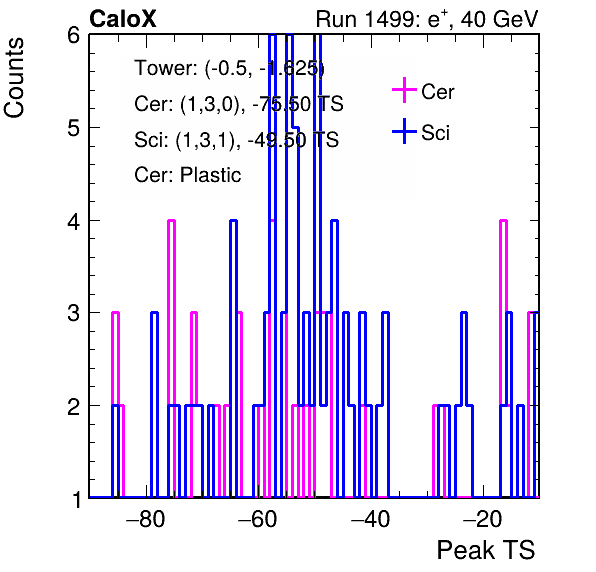 CaloX Run 1499: e+, 40 GeV
Counts
6
5
4
3
2
1
Tower: (-0.5, -1.625)
Cer: (1,3,0), -75.50 TS
Sci: (1,3,1), -49.50 TS
Cer: Plastic
Cer
Sci
−80 −60 −40 −20
Peak TS